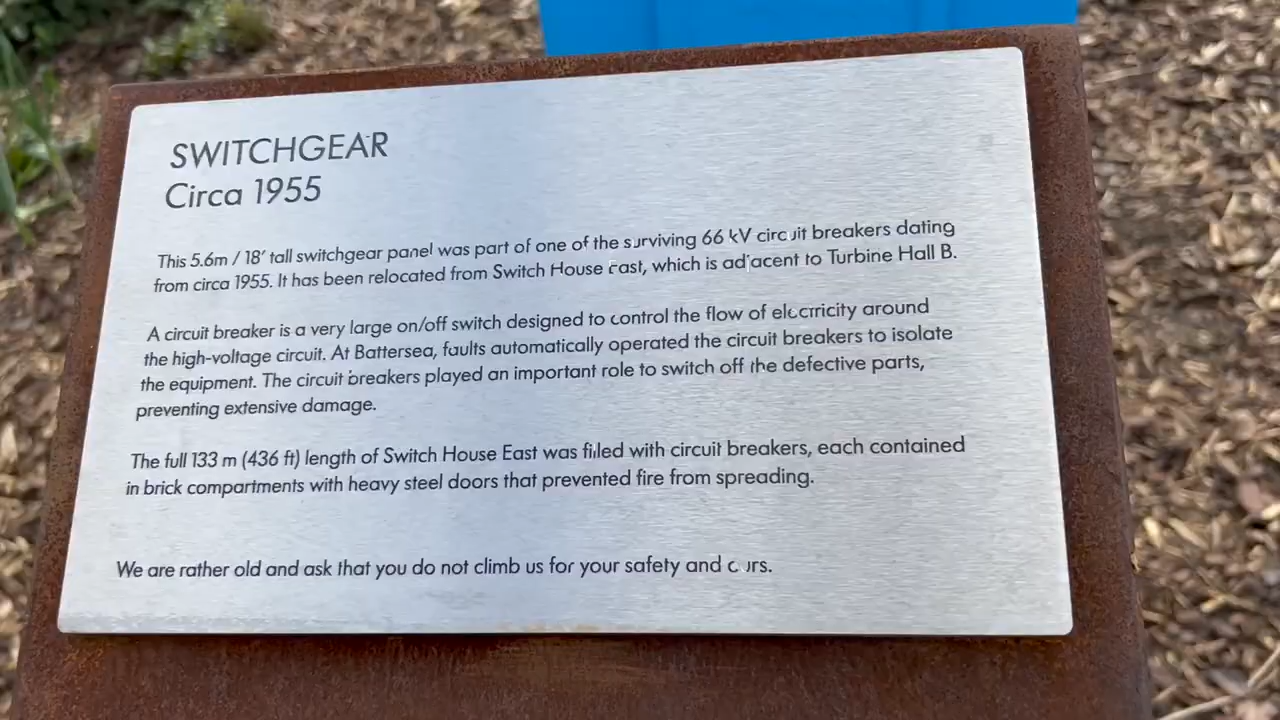 SWITCHGEAR
Circa 1955
This 5.6m / 18' tall switchgear panel was part of one of the surviving 66 kV circuit breakers dating
from circa 1955. It has been relocated from Switch House East, which is adjacent to Turbine Hall B.
A circuit breaker is a very large on/off switch designed to control the flow of electricity around
the high-voltage circuit. At Battersea, faults automatically operated the circuit breakers to isolate
the equipment. The circuit breakers played an important role to switch off the defective parts,
preventing extensive damage.
The full 133 m (436 ft) length of Switch House East was filled with circuit breakers, each contained
in brick compartments with heavy steel doors that prevented fire from spreading.
We are rather old and ask that you do not climb us for your safety and ours.